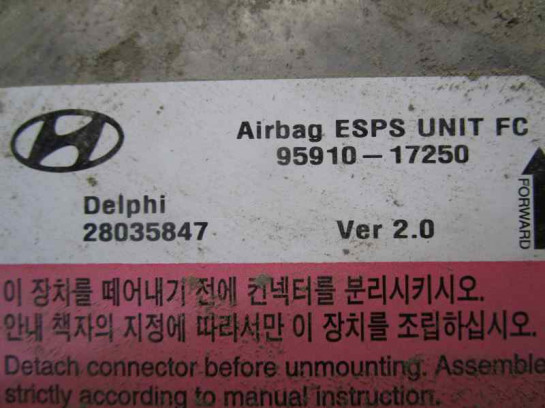 Airbag ESPS UNIT FC
95910-17250
Delphi
28035847 Ver 2.0
FORWARD
이 장치를 떼어내기 전에 컨넥터를 분리시키시오.
안내 책자의 지정에 따라서만 이 장치를 조립하십시오.
Detach connector before unmounting. Assemble
strictly according to manual instruction.